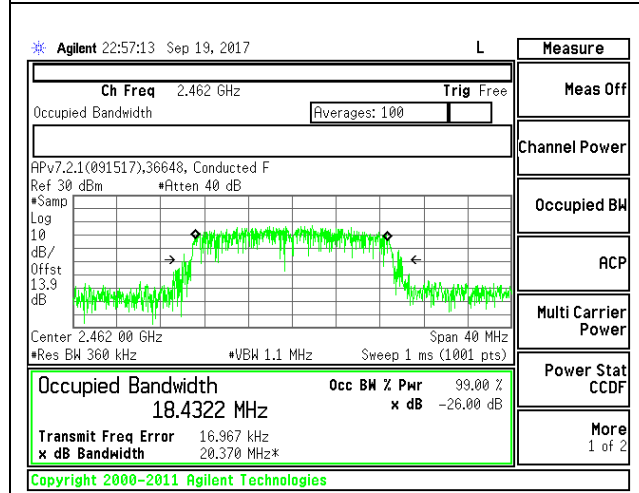 Agilent 22:57:13 Sep 19, 2017 L
Measure
Ch Freq 2.462 GHz Trig Free
Occupied Bandwidth Averages: 100
APv7.2.1(091517),36648, Conducted F
Ref 30 dBm #Atten 40 dB
#Samp
Log
10
dB/
Offst
13.9
dB
Center 2.462 00 GHz Span 40 MHz
#Res BW 360 kHz #VBW 1.1 MHz Sweep 1 ms (1001 pts)
Occupied Bandwidth Occ BW % Pwr 99.00 %
18.4322 MHz x dB -26.00 dB
Transmit Freq Error 16.967 kHz
x dB Bandwidth 20.370 MHz*
Copyright 2000-2011 Agilent Technologies
Meas Off
Channel Power
Occupied BW
ACP
Multi Carrier
Power
Power Stat
CCDF
More
1 of 2